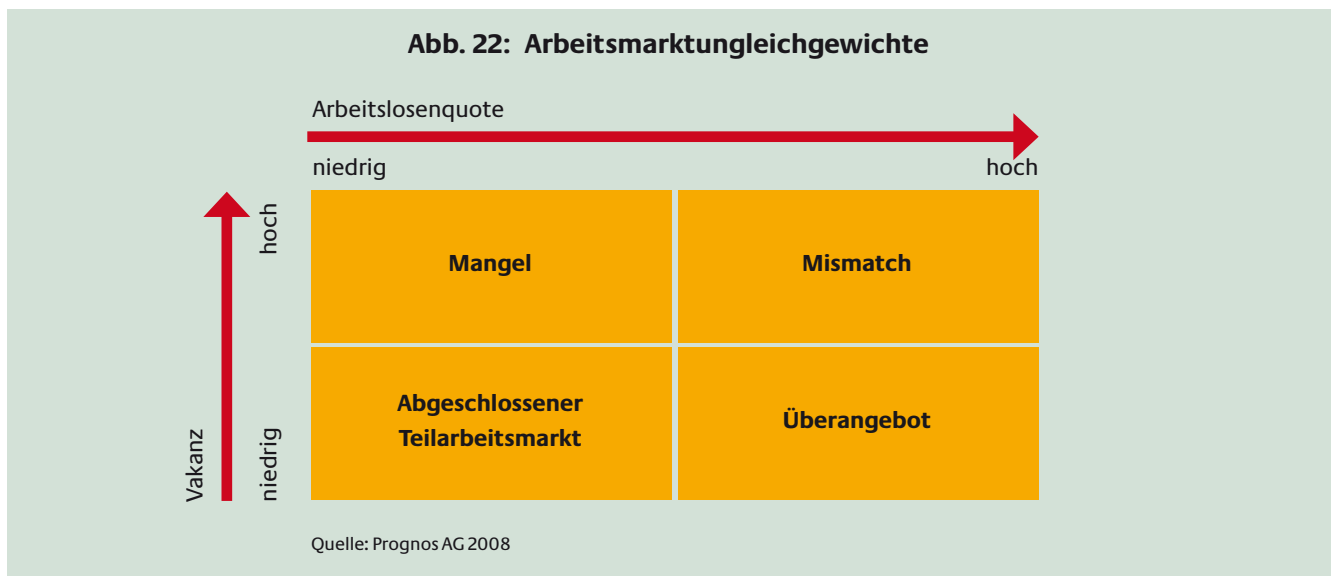 Abb. 22: Arbeitsmarktungleichgewichte
Arbeitslosenquote
niedrig
hoch
hoch
Mangel
Mismatch
Vakanz
niedrig
Abgeschlossener
Teilarbeitsmarkt
Überangebot
Quelle: Prognos AG 2008